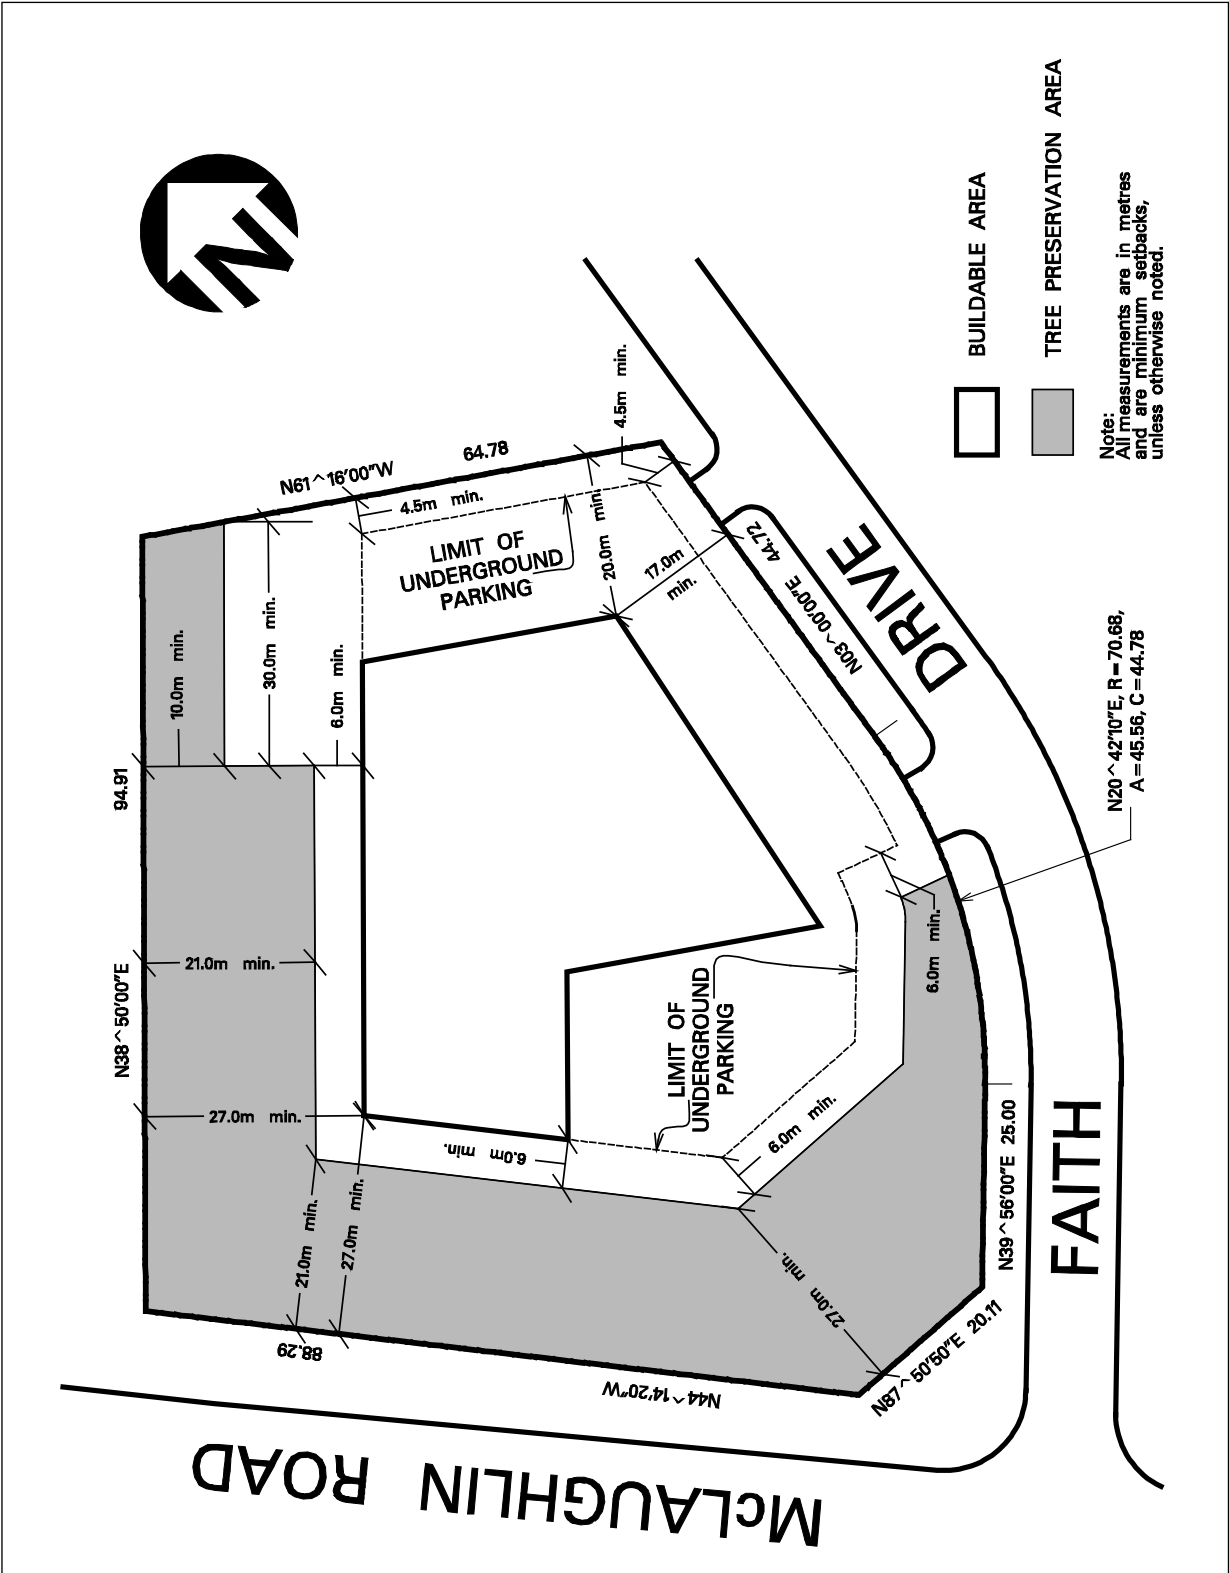 N
N61^16'00"W
64.78
4.5m min.
4.5m min.
LIMIT OF
UNDERGROUND
PARKING
20.0m min.
17.0m
min.
10.0m min.
30.0m min.
6.0m min.
94.91
N38^50'00"E
21.0m min.
27.0m min.
21.0m min.
27.0m min.
88.29
N44^14'20"W
6.0m min.
LIMIT OF
UNDERGROUND
PARKING
6.0m min.
6.0m min.
27.0m min.
N87^50'50"E 20.11
N39^56'00"E 25.00
N03^00'00"E 44.72
N20^42'10"E, R=70.68,
A=45.56, C=44.78
FAITH
DRIVE
McLAUGHLIN ROAD
BUILDABLE AREA
TREE PRESERVATION AREA
Note:
All measurements are in metres
and are minimum setbacks,
unless otherwise noted.